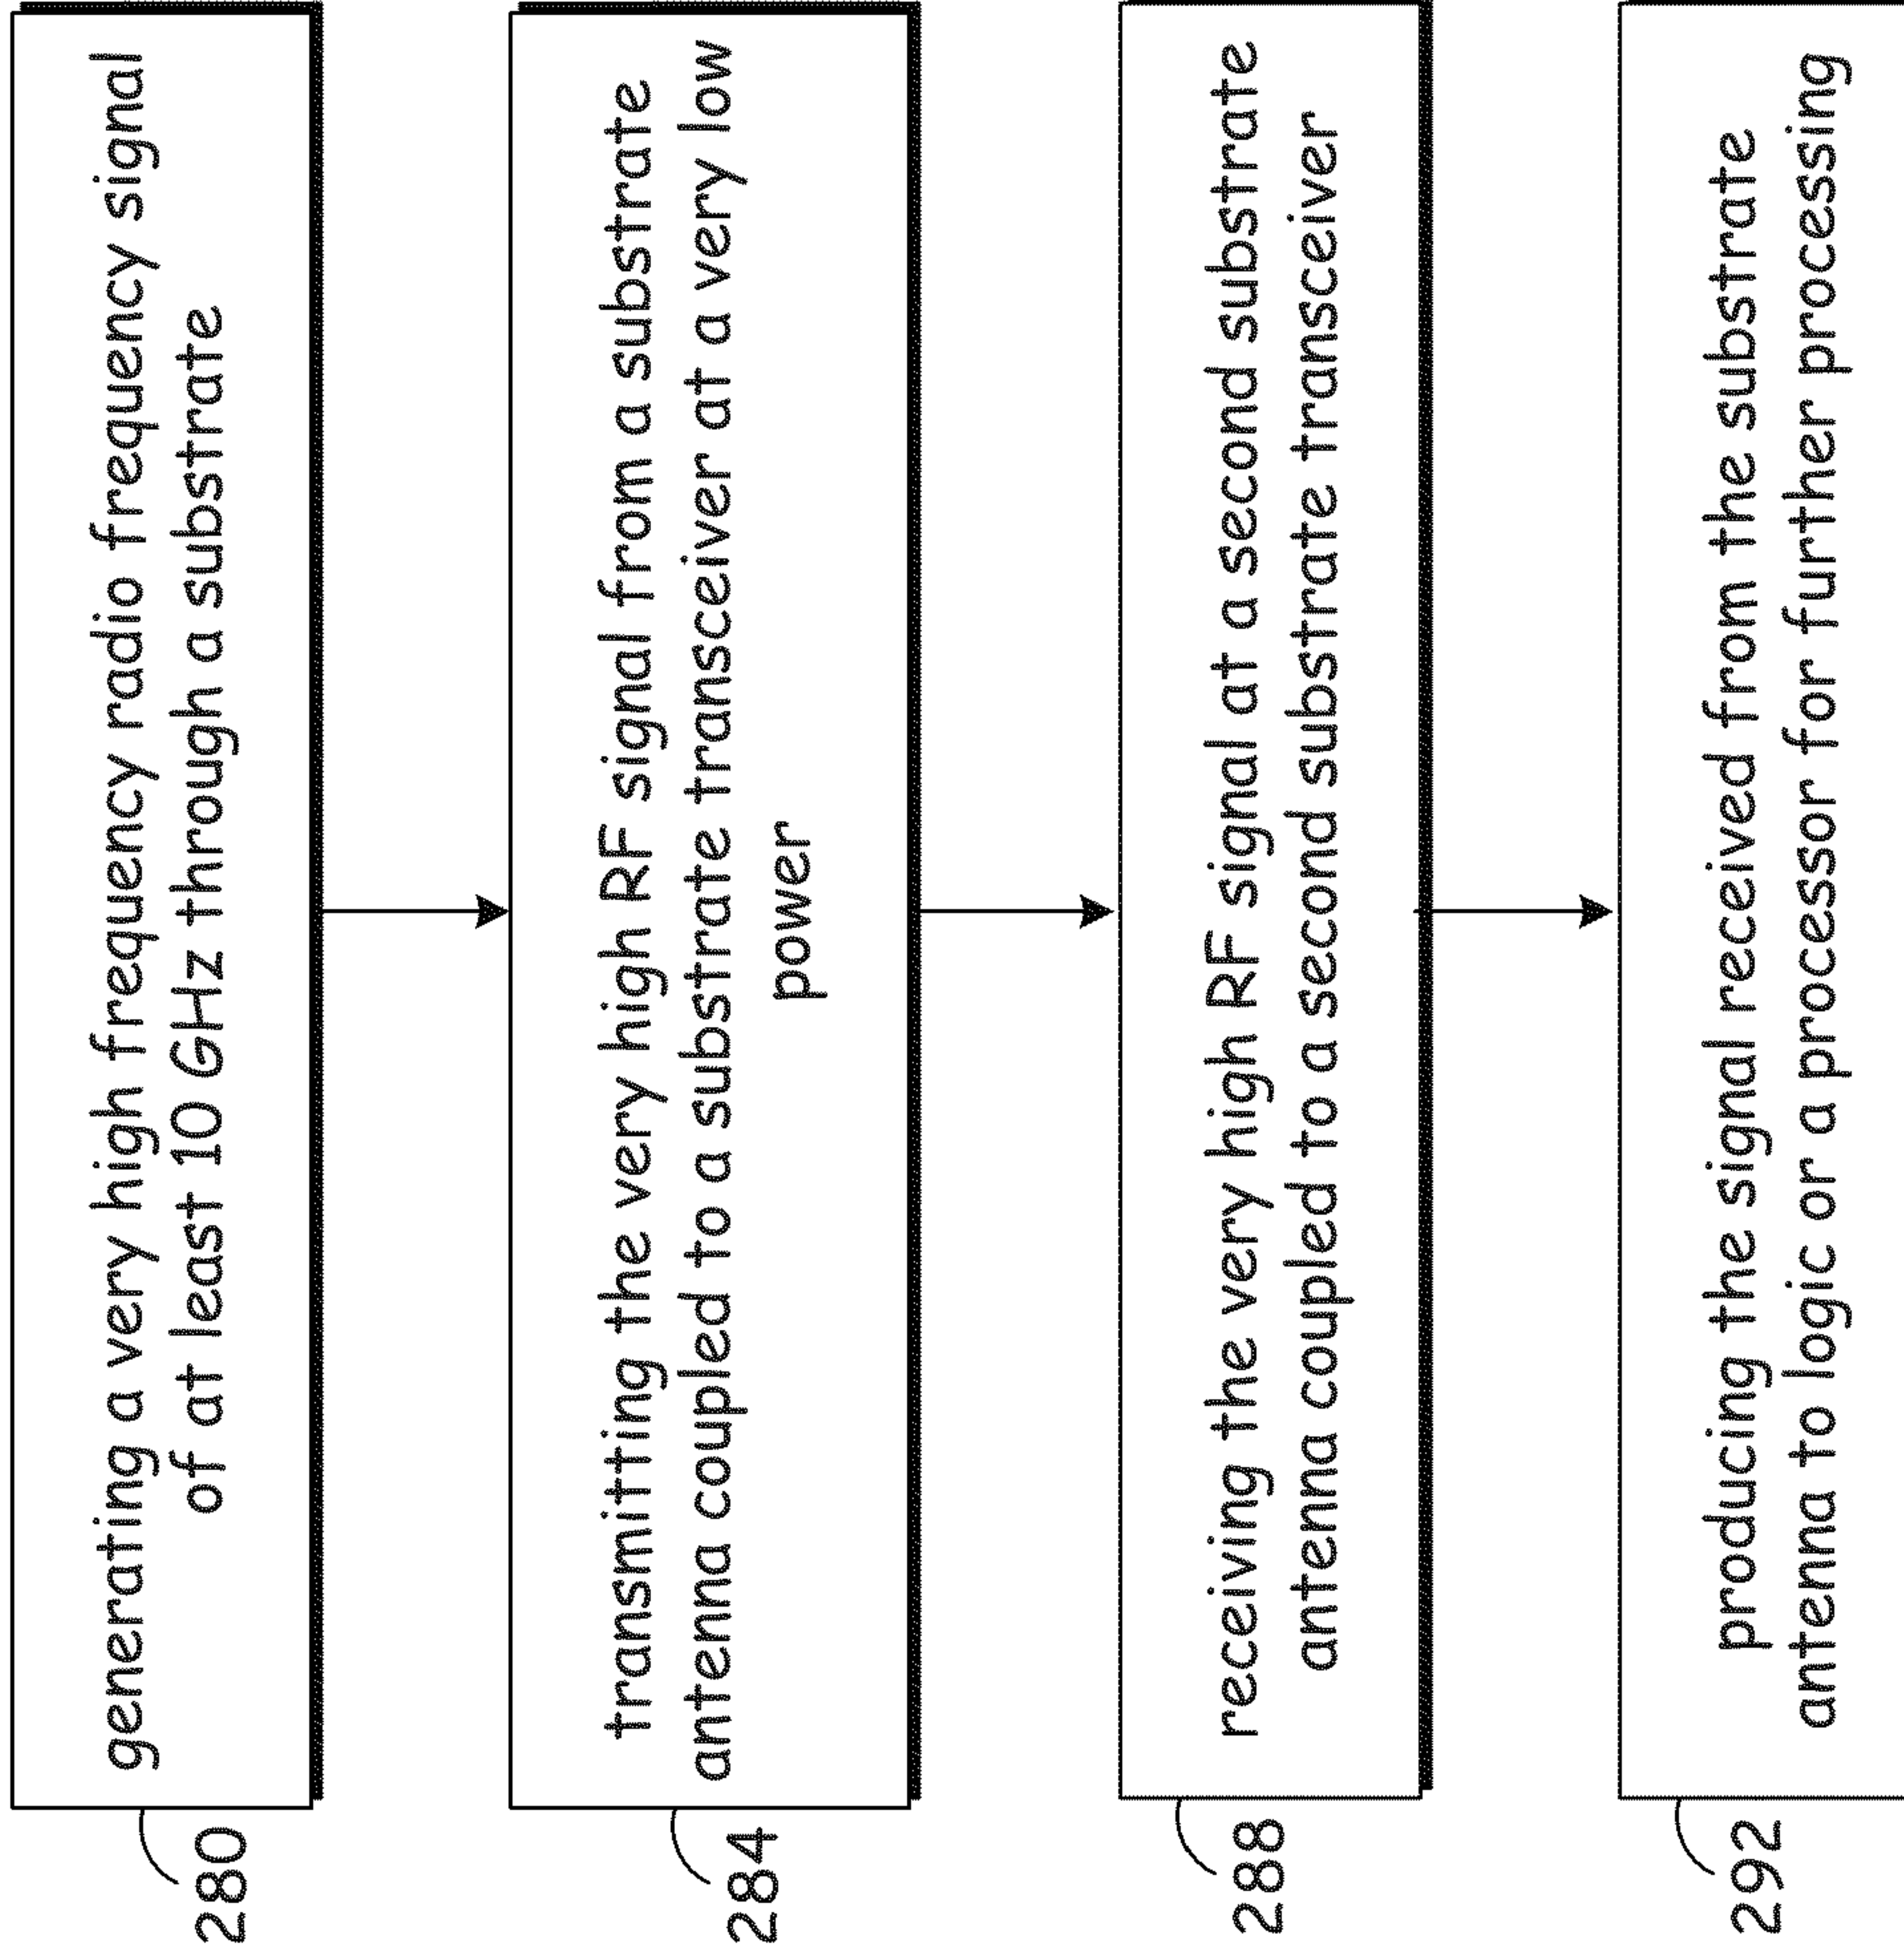 generating a very high frequency radio frequency signal
of at least 10 GHz through a substrate
280
transmitting the very high RF signal from a substrate
antenna coupled to a substrate transceiver at a very low
power
284
receiving the very high RF signal at a second substrate
antenna coupled to a second substrate transceiver
288
producing the signal received from the substrate
antenna to logic or a processor for further processing
292